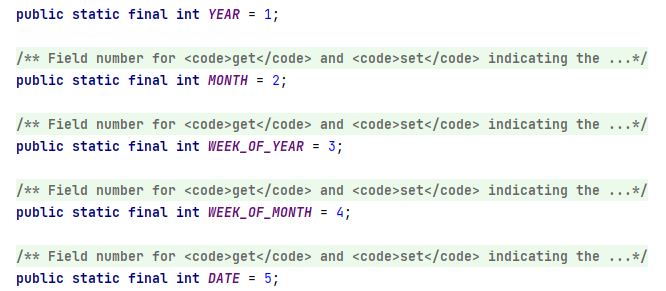 public static final int YEAR = 1;
/** Field number for <code>get</code> and <code>set</code> indicating the ...*/
public static final int MONTH = 2;
/** Field number for <code>get</code> and <code>set</code> indicating the ...*/
public static final int WEEK_OF_YEAR = 3;
/** Field number for <code>get</code> and <code>set</code> indicating the ...*/
public static final int WEEK_OF_MONTH = 4;
/** Field number for <code>get</code> and <code>set</code> indicating the ...*/
public static final int DATE = 5;